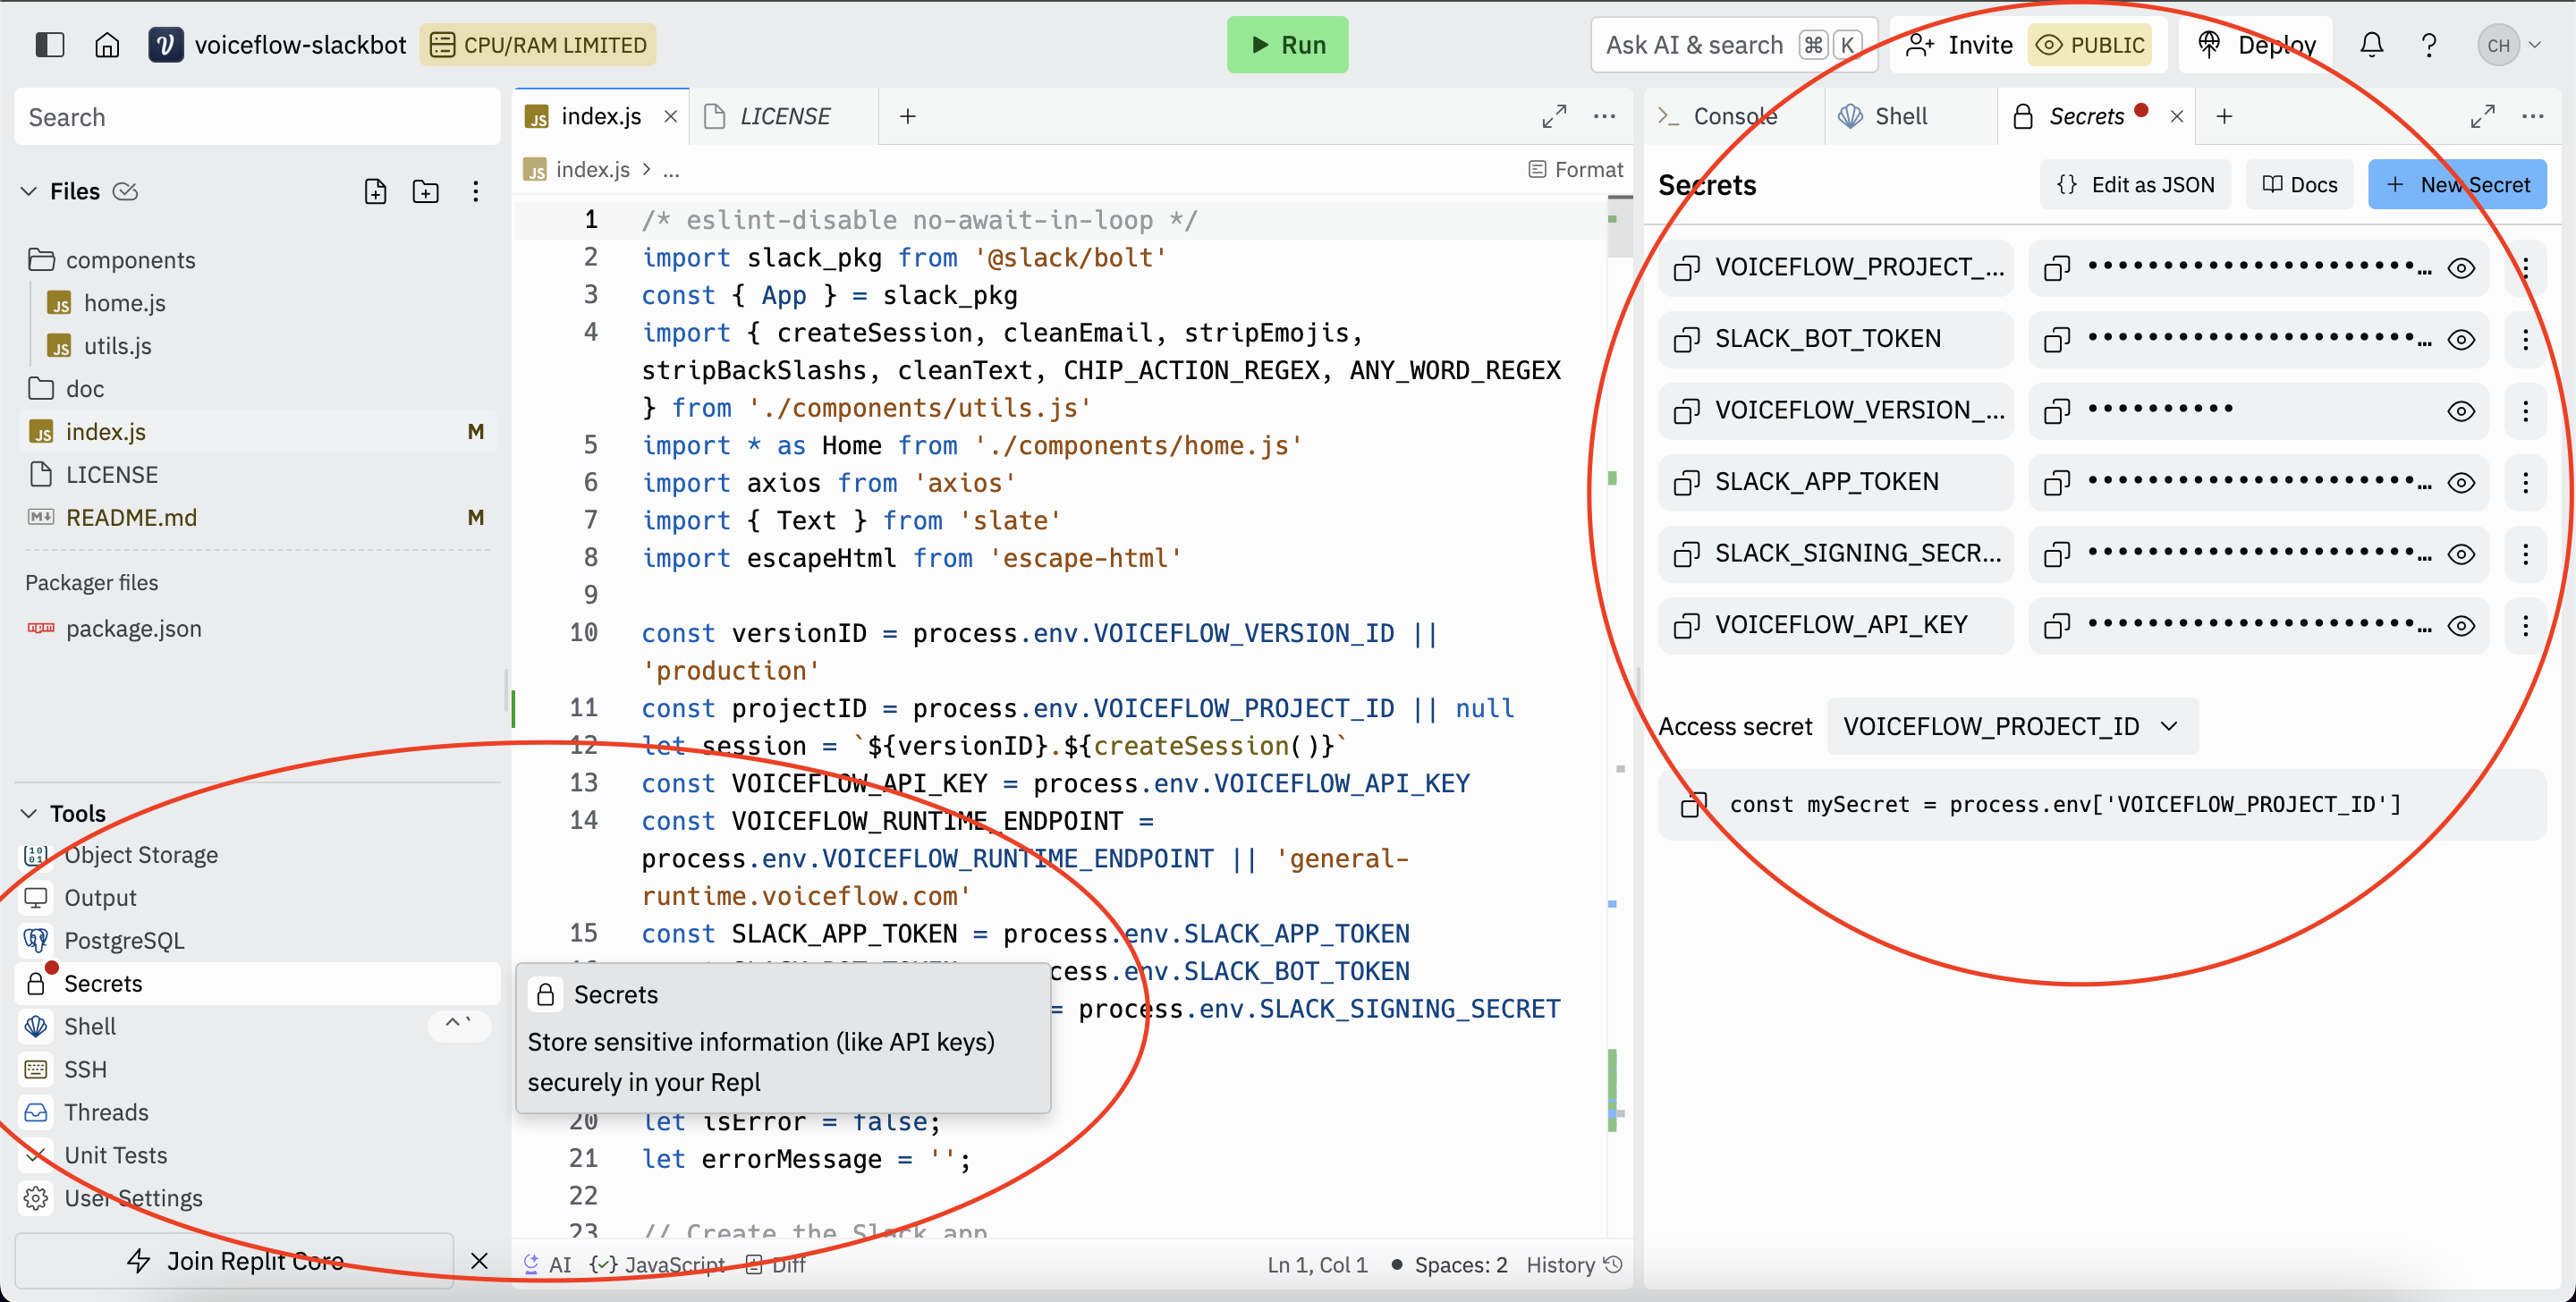 voiceflow-slackbot CPU/RAM LIMITED
Run
Ask AI & search ⌘ K
Invite PUBLIC
Deploy
? CH
Search
Files
components
JS home.js
JS utils.js
doc
JS index.js M
LICENSE
M↓ README.md M
Packager files
npm package.json
Tools
Object Storage
Output
PostgreSQL
Secrets
Shell ^ `
SSH
Threads
Unit Tests
User Settings
Join Replit Core
JS index.js × LICENSE +
JS index.js > ...
Format
1 /* eslint-disable no-await-in-loop */
2 import slack_pkg from '@slack/bolt'
3 const { App } = slack_pkg
4 import { createSession, cleanEmail, stripEmojis,
stripBackSlashs, cleanText, CHIP_ACTION_REGEX, ANY_WORD_REGEX
} from './components/utils.js'
5 import * as Home from './components/home.js'
6 import axios from 'axios'
7 import { Text } from 'slate'
8 import escapeHtml from 'escape-html'
9
10 const versionID = process.env.VOICEFLOW_VERSION_ID ||
'production'
11 const projectID = process.env.VOICEFLOW_PROJECT_ID || null
12 let session = `${versionID}.${createSession()}`
13 const VOICEFLOW_API_KEY = process.env.VOICEFLOW_API_KEY
14 const VOICEFLOW_RUNTIME_ENDPOINT =
process.env.VOICEFLOW_RUNTIME_ENDPOINT || 'general-
runtime.voiceflow.com'
15 const SLACK_APP_TOKEN = process.env.SLACK_APP_TOKEN
cess.env.SLACK_BOT_TOKEN
= process.env.SLACK_SIGNING_SECRET
Secrets
Store sensitive information (like API keys)
securely in your Repl
20 let isError = false;
21 let errorMessage = '';
22
23 // Create the Slack app
AI JavaScript Diff
Ln 1, Col 1 • Spaces: 2 History
Console Shell Secrets × +
Secrets
{} Edit as JSON
Docs
+ New Secret
VOICEFLOW_PROJECT_... ••••••••••••••••••••••...
SLACK_BOT_TOKEN ••••••••••••••••••••••...
VOICEFLOW_VERSION_... ••••••••••
SLACK_APP_TOKEN ••••••••••••••••••••••...
SLACK_SIGNING_SECR... ••••••••••••••••••••••...
VOICEFLOW_API_KEY ••••••••••••••••••••••...
Access secret VOICEFLOW_PROJECT_ID
const mySecret = process.env['VOICEFLOW_PROJECT_ID']